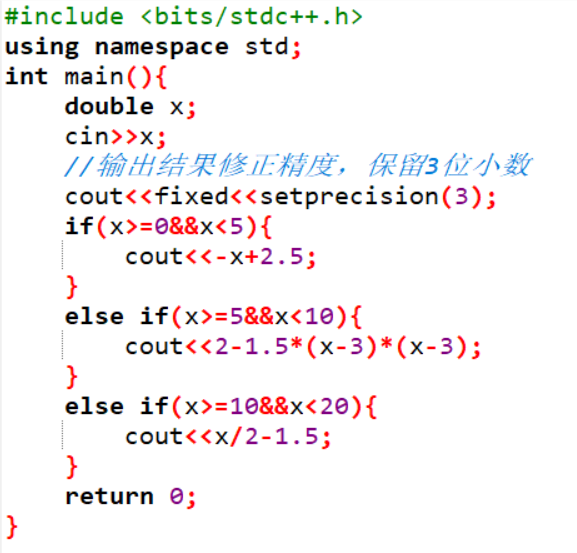 #include <bits/stdc++.h>
using namespace std;
int main(){
    double x;
    cin>>x;
    //输出结果修正精度，保留3位小数
    cout<<fixed<<setprecision(3);
    if(x>=0&&x<5){
        cout<<-x+2.5;
    }
    else if(x>=5&&x<10){
        cout<<2-1.5*(x-3)*(x-3);
    }
    else if(x>=10&&x<20){
        cout<<x/2-1.5;
    }
    return 0;
}